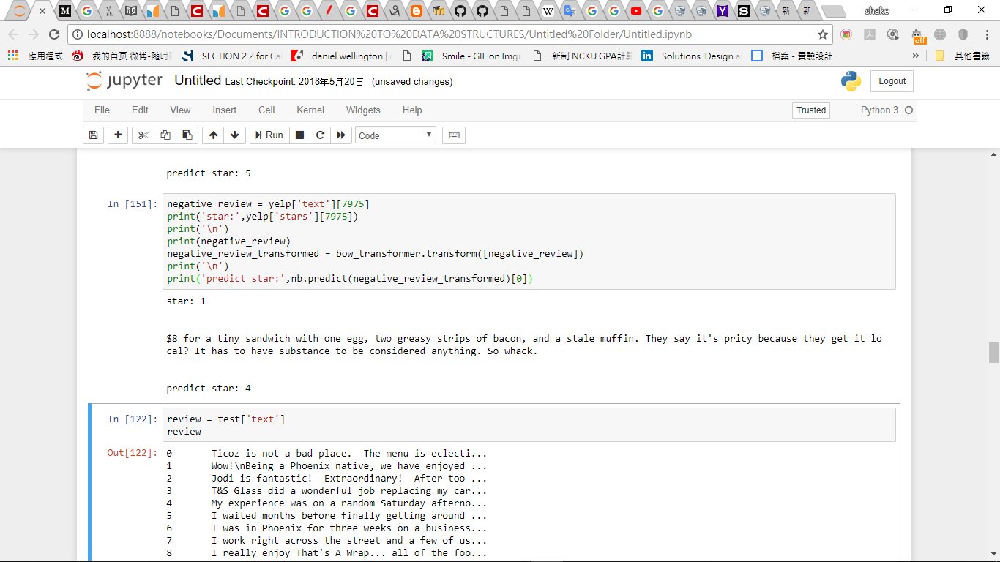 shake
localhost:8888/notebooks/Documents/INTRODUCTION%20TO%20DATA%20STRUCTURES/Untitled%20Folder/Untitled.ipynb
off
應用程式 我的首頁 微博-隨時 SECTION 2.2 for Ca daniel wellington | Smile - GIF on Img 新制 NCKU GPA計 Solutions. Design a 檔案 - 實驗設計 » 其他書籤
jupyter Untitled Last Checkpoint: 2018年5月20日 (unsaved changes) Logout
File Edit View Insert Cell Kernel Widgets Help Trusted Python 3
Run Code
predict star: 5
In [151]: negative_review = yelp['text'][7975]
print('star:',yelp['stars'][7975])
print('\n')
print(negative_review)
negative_review_transformed = bow_transformer.transform([negative_review])
print('\n')
print('predict star:',nb.predict(negative_review_transformed)[0])
star: 1
$8 for a tiny sandwich with one egg, two greasy strips of bacon, and a stale muffin. They say it's pricy because they get it lo
cal? It has to have substance to be considered anything. So whack.
predict star: 4
In [122]: review = test['text']
review
Out[122]: 0 Ticoz is not a bad place.  The menu is eclecti...
1 Wow!\nBeing a Phoenix native, we have enjoyed ...
2 Jodi is fantastic!  Extraordinary!  After too ...
3 T&S Glass did a wonderful job replacing my car...
4 My experience was on a random Saturday afterno...
5 I waited months before finally getting around ...
6 I was in Phoenix for three weeks on a business...
7 I work right across the street and a few of us...
8 I really enjoy That's A Wrap... all of the foo...